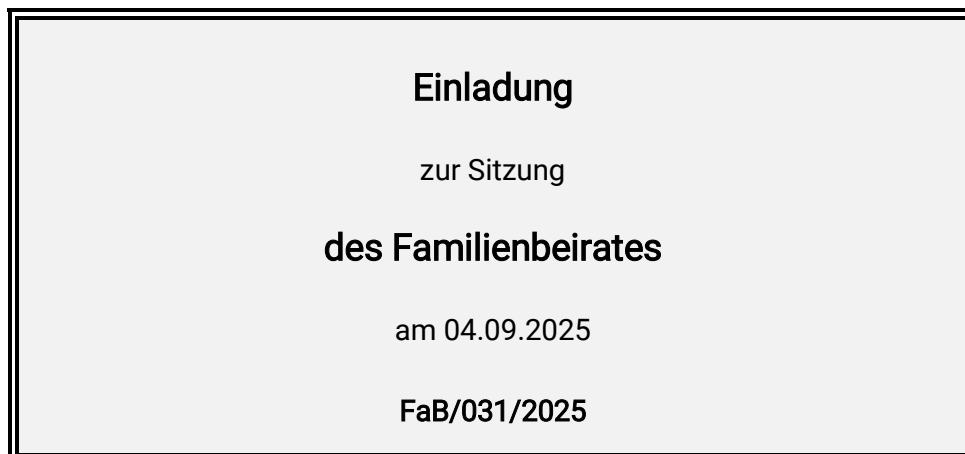 Einladung
zur Sitzung
des Familienbeirates
am 04.09.2025
FaB/031/2025